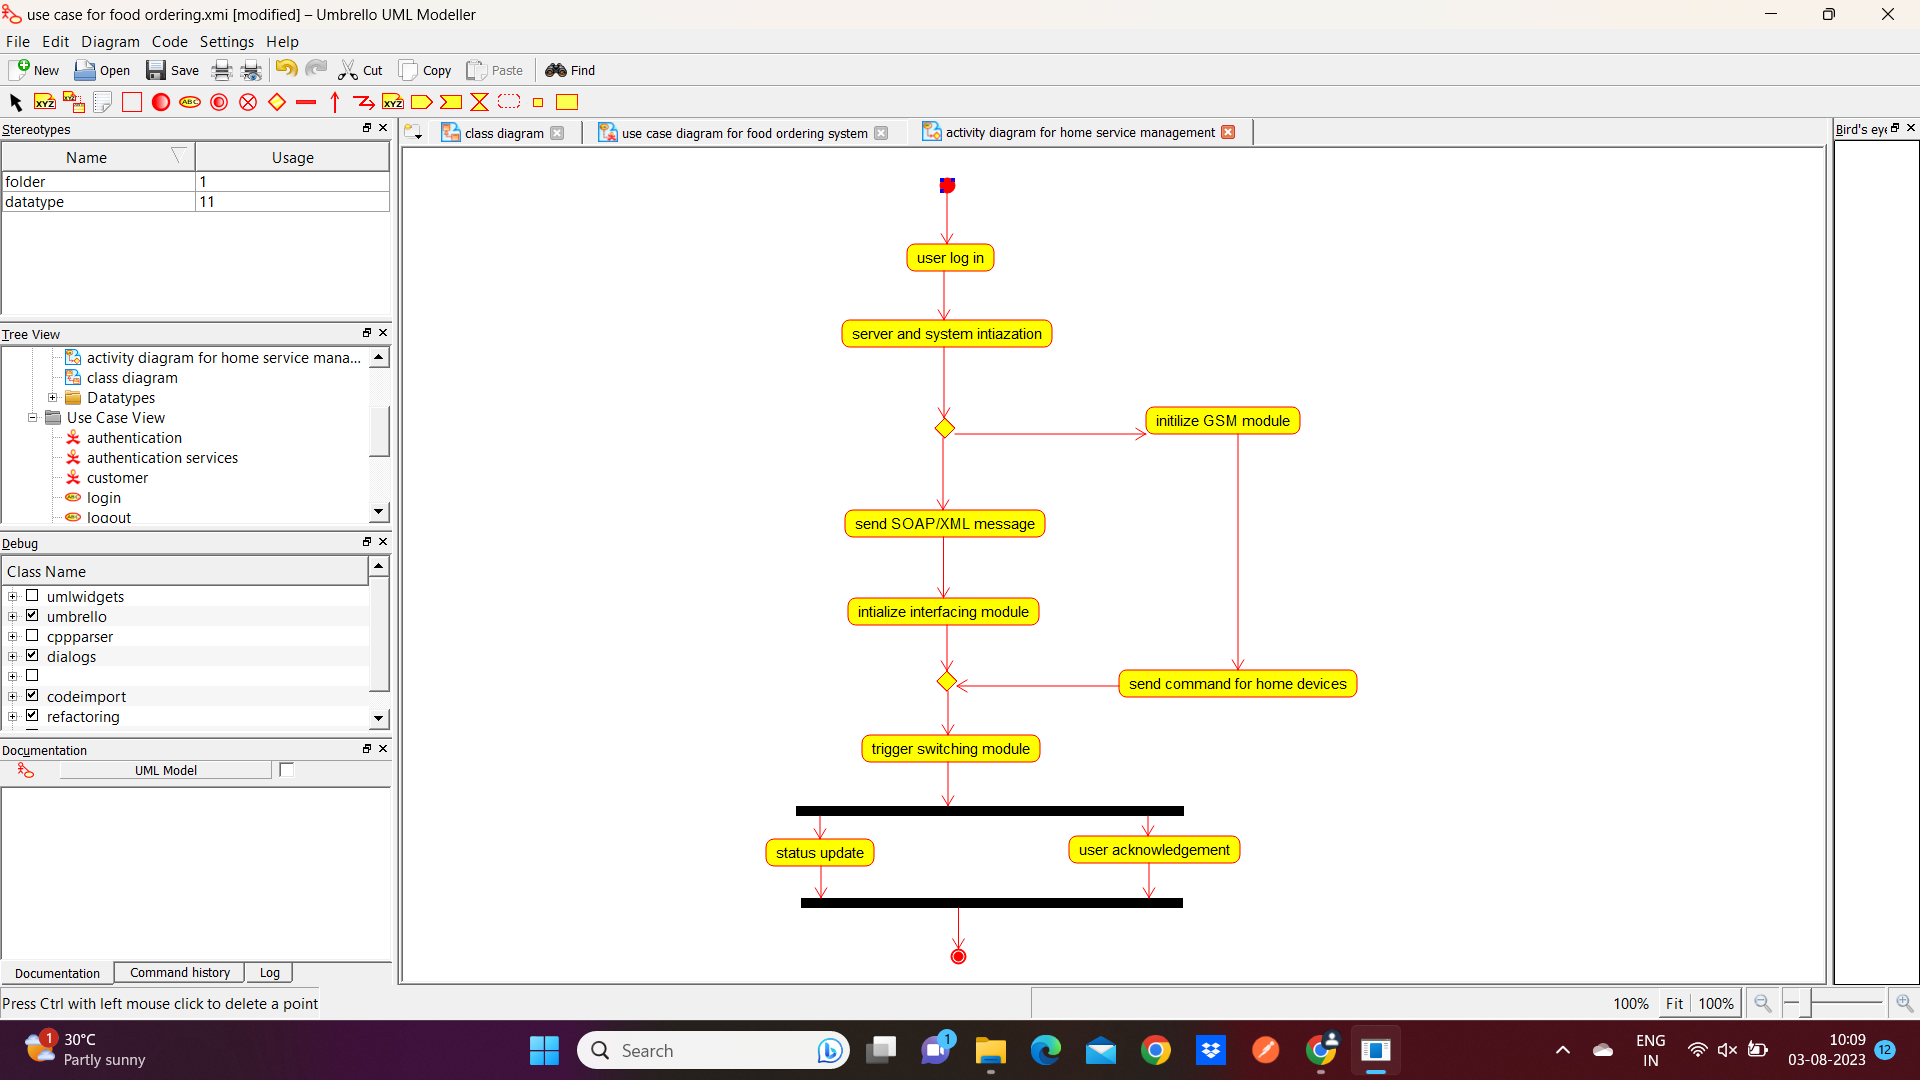 use case for food ordering.xmi [modified] – Umbrello UML Modeller
File Edit Diagram Code Settings Help
New Open Save Cut Copy Paste Find
XYZ XYZ ABC XYZ
Stereotypes
Name Usage
folder 1
datatype 11
Tree View
activity diagram for home service mana...
class diagram
Datatypes
Use Case View
authentication
authentication services
customer
login
logout
Debug
Class Name
umlwidgets
umbrello
cppparser
dialogs
codeimport
refactoring
Documentation
UML Model
Documentation Command history Log
Press Ctrl with left mouse click to delete a point
class diagram use case diagram for food ordering system activity diagram for home service management
user log in
server and system intiazation
initilize GSM module
send SOAP/XML message
intialize interfacing module
send command for home devices
trigger switching module
status update user acknowledgement
Bird's eye
100% Fit 100%
1 30°C
Partly sunny
Search
1
ENG
IN
10:09
03-08-2023
12